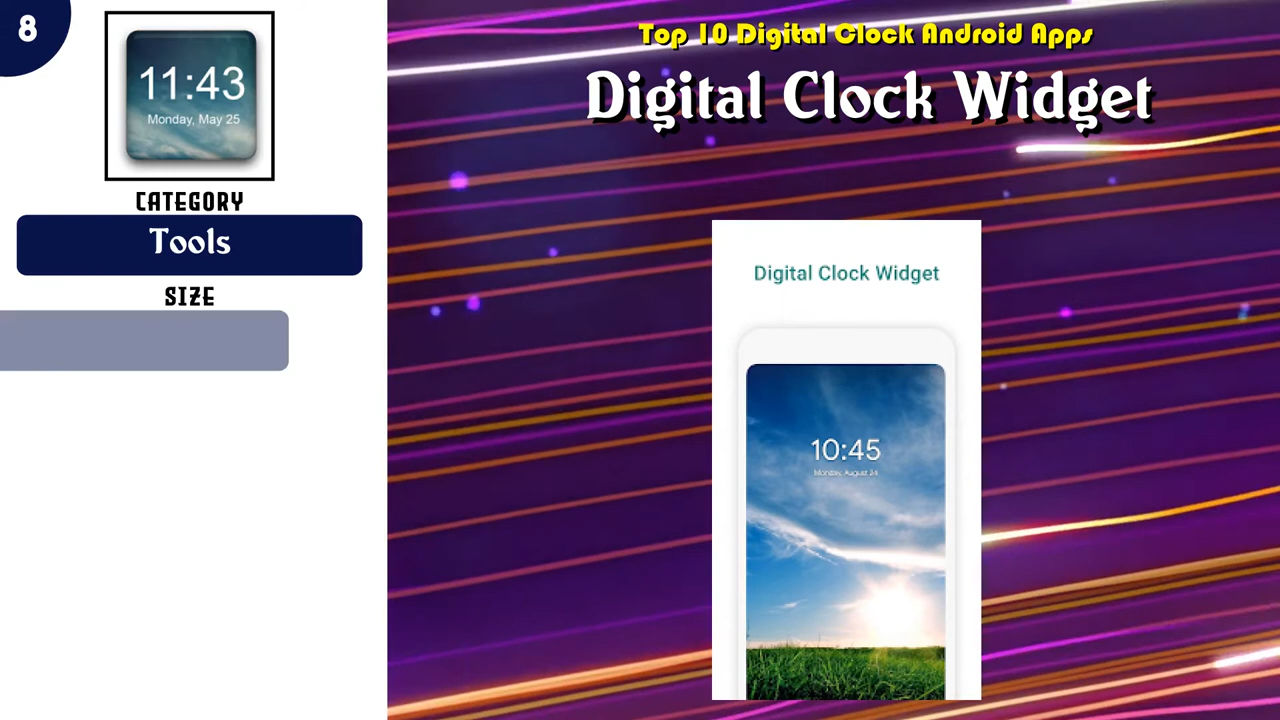 8
11:43
Monday, May 25
CATEGORY
Tools
SIZE
Top 10 Digital Clock Android Apps
Digital Clock Widget
Digital Clock Widget
10:45
Monday, August 24